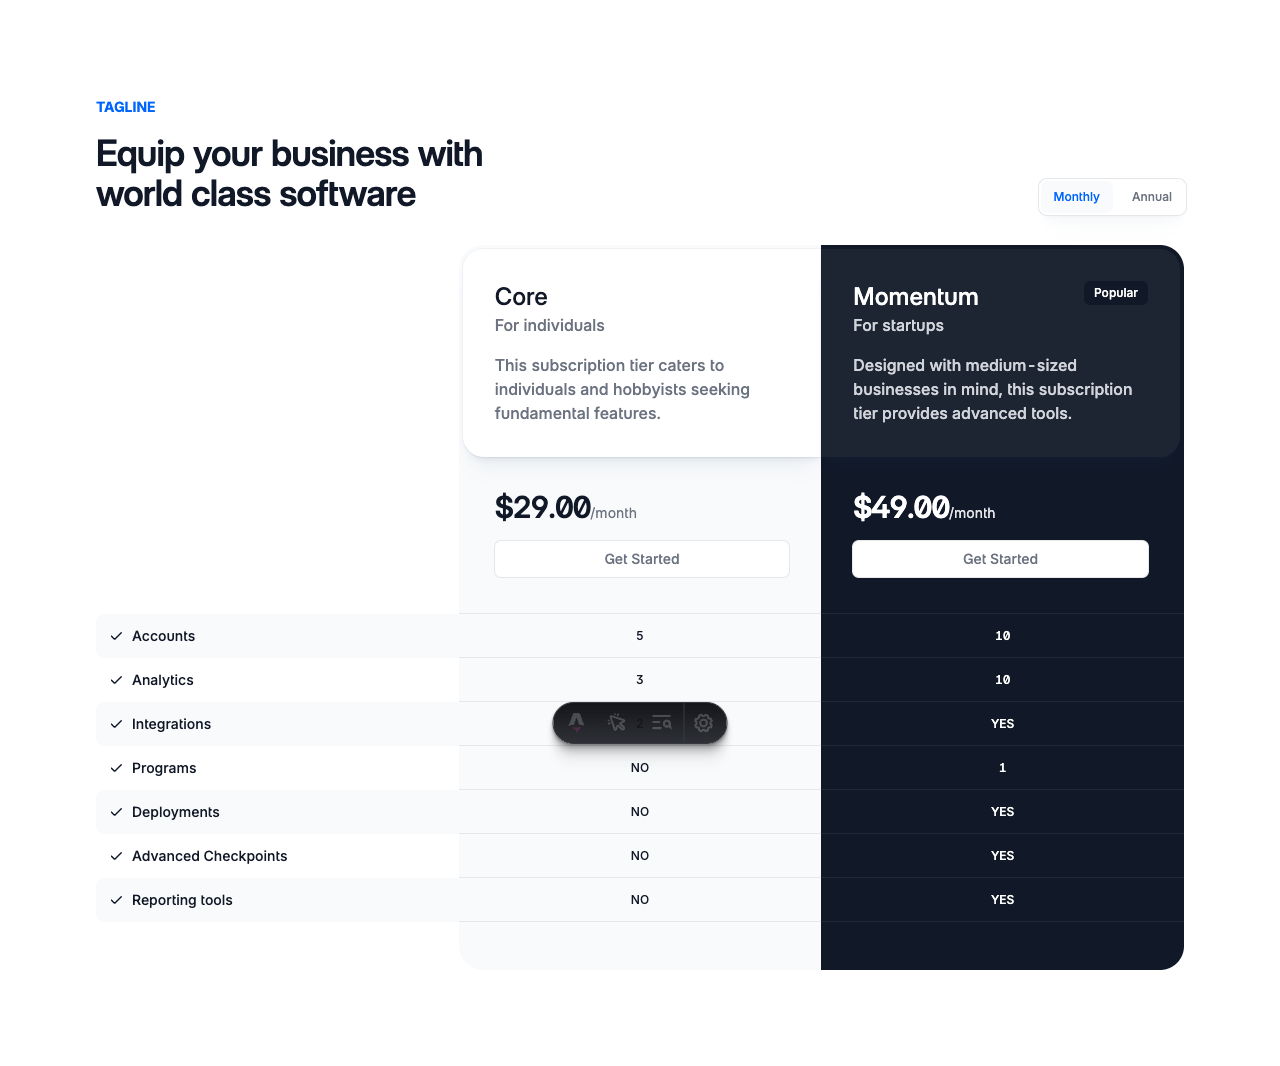 TAGLINE
Equip your business with
world class software
Monthly Annual
Core
For individuals
This subscription tier caters to
individuals and hobbyists seeking
fundamental features.
$29.00/month
Get Started
Momentum
Popular
For startups
Designed with medium-sized
businesses in mind, this subscription
tier provides advanced tools.
$49.00/month
Get Started
Accounts 5 10
Analytics 3 10
Integrations 2 YES
Programs NO 1
Deployments NO YES
Advanced Checkpoints NO YES
Reporting tools NO YES